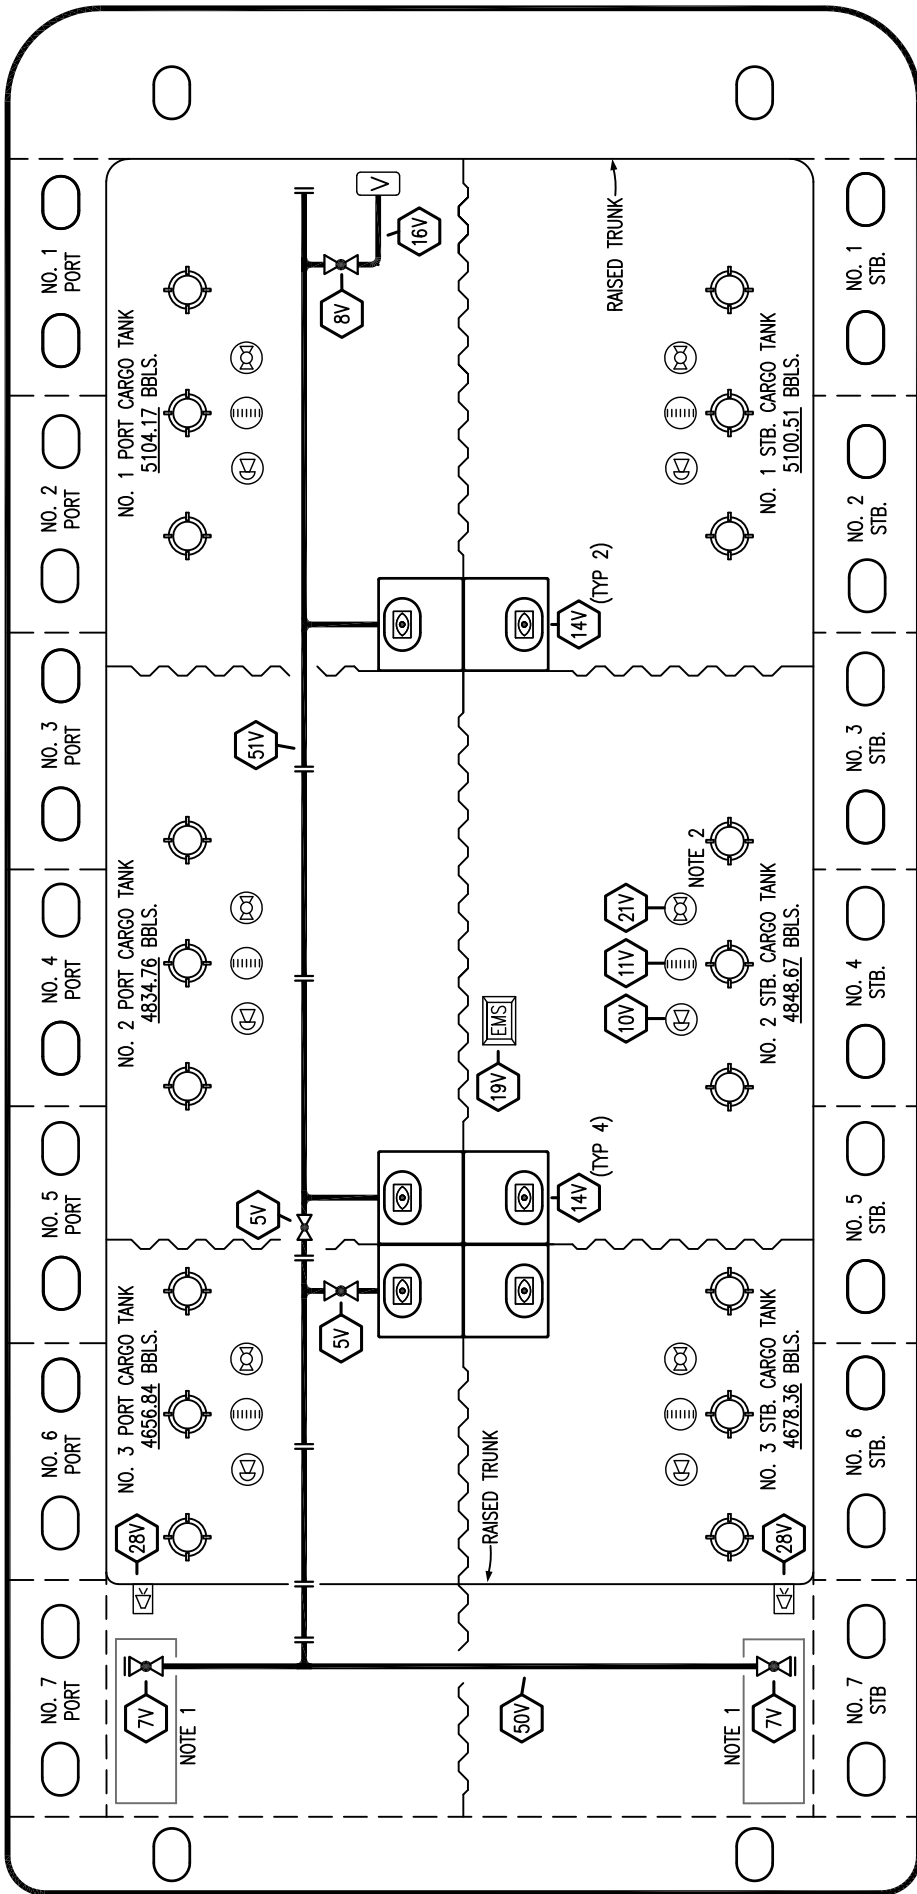 NO. 1
PORT
NO. 2
PORT
NO. 3
PORT
NO. 4
PORT
NO. 5
PORT
NO. 6
PORT
NO. 7
PORT
NO. 1 PORT CARGO TANK
5104.17 BBLS.
V
16V
8V
RAISED TRUNK
NO. 1 STB. CARGO TANK
5100.51 BBLS.
14V
(TYP 2)
51V
NO. 2 PORT CARGO TANK
4834.76 BBLS.
NOTE 2
21V
11V
10V
NO. 2 STB. CARGO TANK
4848.67 BBLS.
EMS
19V
14V
(TYP 4)
5V
5V
NO. 3 PORT CARGO TANK
4656.84 BBLS.
NO. 3 STB. CARGO TANK
4678.36 BBLS.
RAISED TRUNK
28V
28V
7V
NOTE 1
50V
NOTE 1
7V
NO. 1
STB.
NO. 2
STB.
NO. 3
STB.
NO. 4
STB.
NO. 5
STB.
NO. 6
STB.
NO. 7
STB